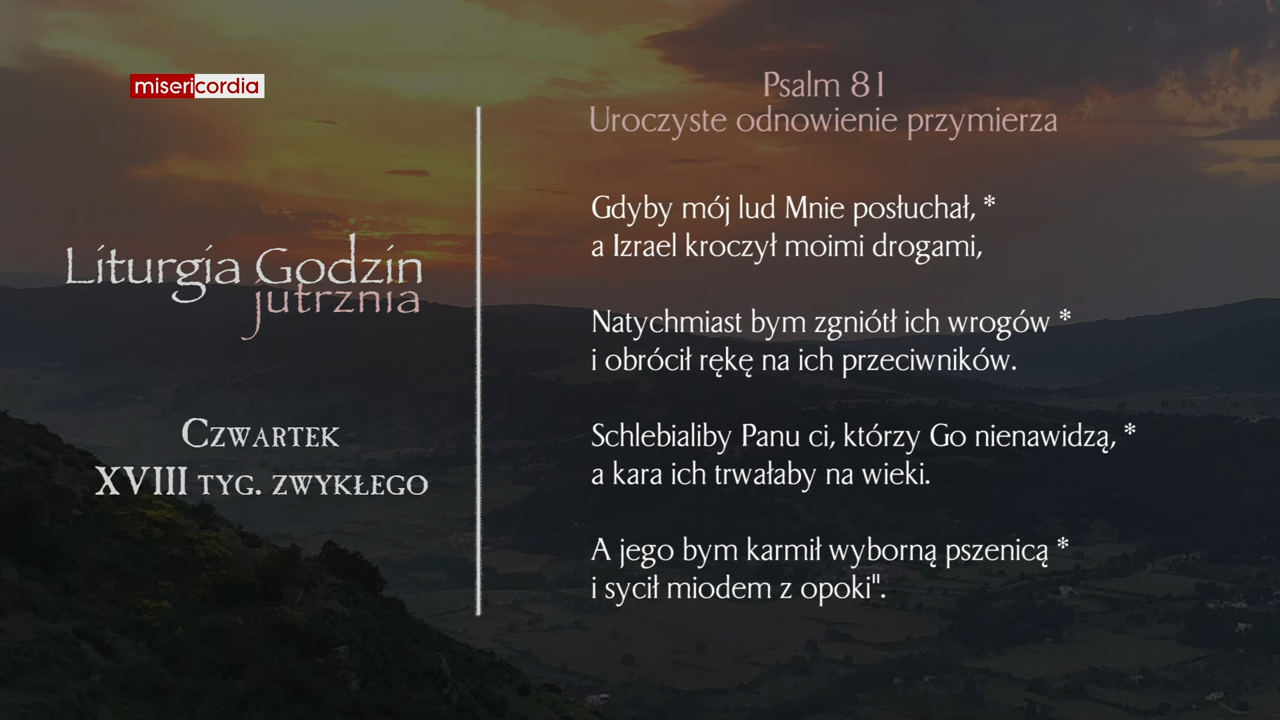 misericordia
Liturgia Godzin
jutrznia
Czwartek
XVIII tyg. zwykłego
Psalm 81
Uroczyste odnowienie przymierza
Gdyby mój lud Mnie posłuchał, *
a Izrael kroczył moimi drogami,
Natychmiast bym zgniótł ich wrogów *
i obrócił rękę na ich przeciwników.
Schlebialiby Panu ci, którzy Go nienawidzą, *
a kara ich trwałaby na wieki.
A jego bym karmił wyborną pszenicą *
i sycił miodem z opoki".